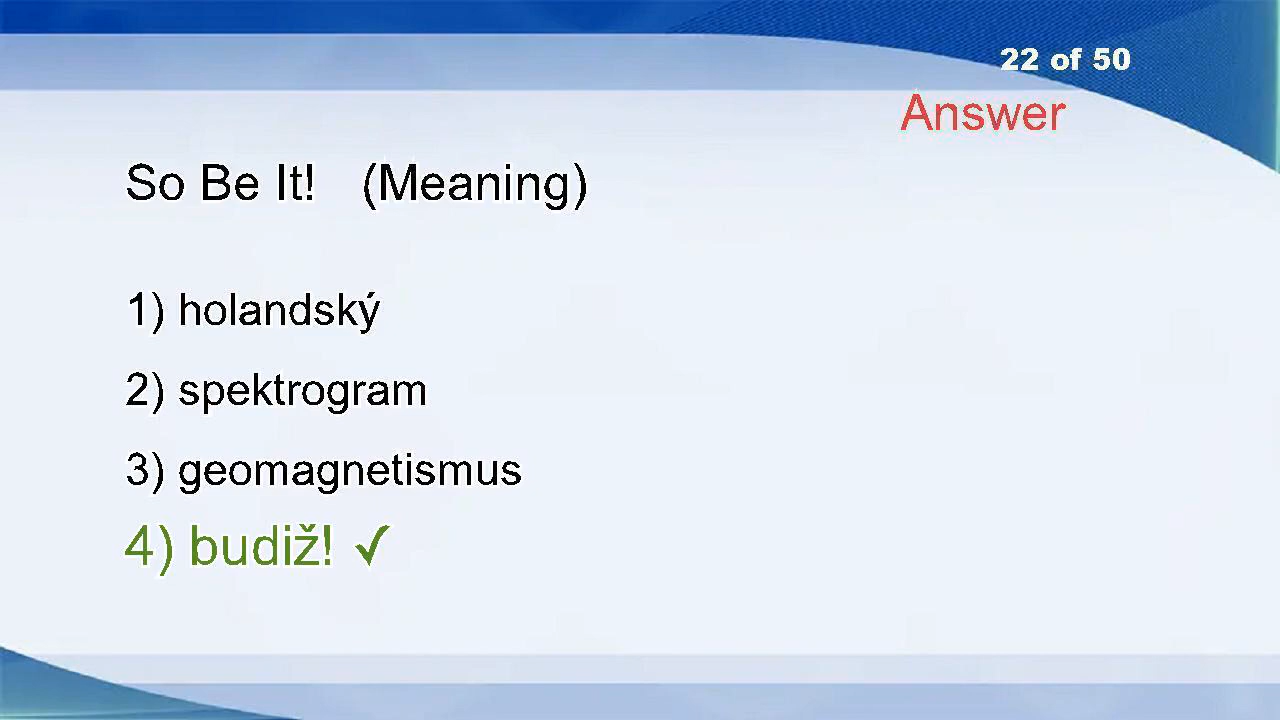 22 of 50
Answer
So Be It! (Meaning)
1) holandský
2) spektrogram
3) geomagnetismus
4) budiž! ✓